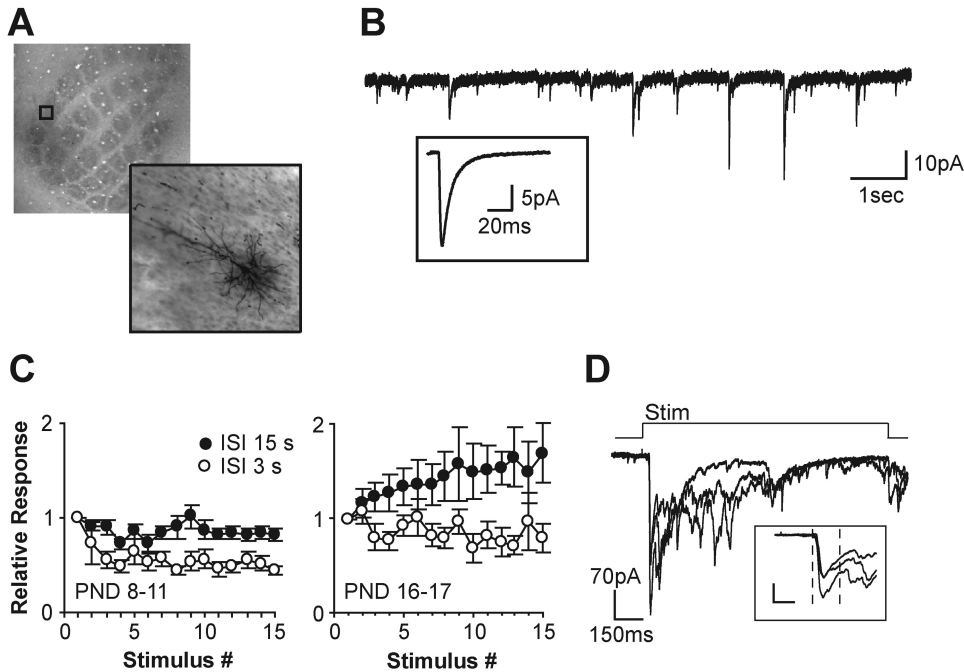 A
B
10pA
1sec
5pA
20ms
C
Relative Response
2
1
0
ISI 15 s
ISI 3 s
PND 8-11
0
5
10
15
Stimulus #
2
1
0
PND 16-17
0
5
10
15
Stimulus #
D
Stim
70pA
150ms